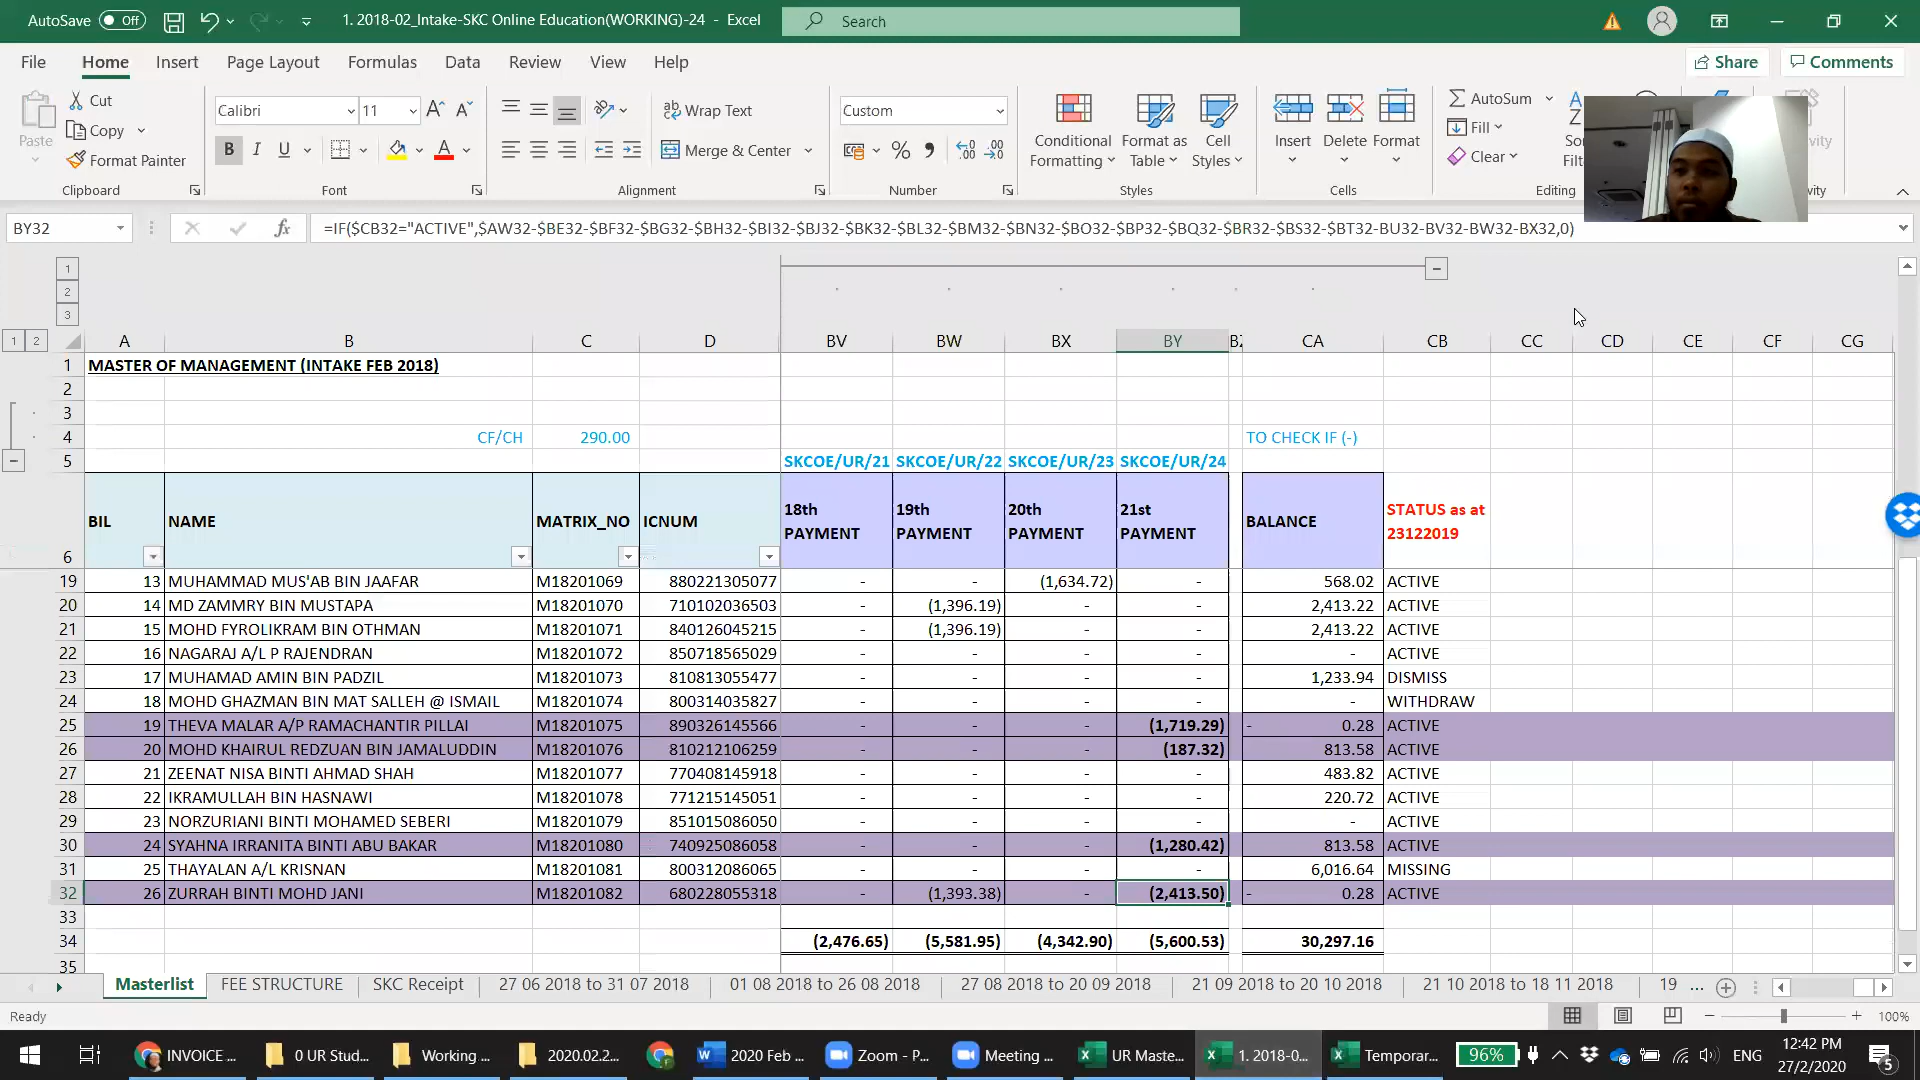 AutoSave Off 1. 2018-02_Intake-SKC Online Education(WORKING)-24 - Excel Search
File Home Insert Page Layout Formulas Data Review View Help Share Comments
Paste Cut Copy Format Painter Clipboard
Calibri 11 B I U Font
Wrap Text Merge & Center Alignment
Custom % Number
Conditional Formatting Format as Table Cell Styles Styles
Insert Delete Format Cells
AutoSum Fill Clear Editing
BY32 fx =IF($CB32="ACTIVE",$AW32-$BE32-$BF32-$BG32-$BH32-$BI32-$BJ32-$BK32-$BL32-$BM32-$BN32-$BO32-$BP32-$BQ32-$BR32-$BS32-$BT32-BU32-BV32-BW32-BX32,0)
1
2
3
1 2 A B C D BV BW BX BY BZ CA CB CC CD CE CF CG
1 MASTER OF MANAGEMENT (INTAKE FEB 2018)
2
3
4 CF/CH 290.00 TO CHECK IF (-)
5 SKCOE/UR/21 SKCOE/UR/22 SKCOE/UR/23 SKCOE/UR/24
6 BIL NAME MATRIX_NO ICNUM 18th PAYMENT 19th PAYMENT 20th PAYMENT 21st PAYMENT BALANCE STATUS as at 23122019
19 13 MUHAMMAD MUS'AB BIN JAAFAR M18201069 880221305077 - - (1,634.72) - 568.02 ACTIVE
20 14 MD ZAMMRY BIN MUSTAPA M18201070 710102036503 - (1,396.19) - - 2,413.22 ACTIVE
21 15 MOHD FYROLIKRAM BIN OTHMAN M18201071 840126045215 - (1,396.19) - - 2,413.22 ACTIVE
22 16 NAGARAJ A/L P RAJENDRAN M18201072 850718565029 - - - - - ACTIVE
23 17 MUHAMAD AMIN BIN PADZIL M18201073 810813055477 - - - - 1,233.94 DISMISS
24 18 MOHD GHAZMAN BIN MAT SALLEH @ ISMAIL M18201074 800314035827 - - - - - WITHDRAW
25 19 THEVA MALAR A/P RAMACHANTIR PILLAI M18201075 890326145566 - - - (1,719.29) - 0.28 ACTIVE
26 20 MOHD KHAIRUL REDZUAN BIN JAMALUDDIN M18201076 810212106259 - - - (187.32) 813.58 ACTIVE
27 21 ZEENAT NISA BINTI AHMAD SHAH M18201077 770408145918 - - - - 483.82 ACTIVE
28 22 IKRAMULLAH BIN HASNAWI M18201078 771215145051 - - - - 220.72 ACTIVE
29 23 NORZURIANI BINTI MOHAMED SEBERI M18201079 851015086050 - - - - - ACTIVE
30 24 SYAHNA IRRANITA BINTI ABU BAKAR M18201080 740925086058 - - - (1,280.42) 813.58 ACTIVE
31 25 THAYALAN A/L KRISNAN M18201081 800312086065 - - - - 6,016.64 MISSING
32 26 ZURRAH BINTI MOHD JANI M18201082 680228055318 - (1,393.38) - (2,413.50) - 0.28 ACTIVE
33
34 (2,476.65) (5,581.95) (4,342.90) (5,600.53) 30,297.16
35
Masterlist FEE STRUCTURE SKC Receipt 27 06 2018 to 31 07 2018 01 08 2018 to 26 08 2018 27 08 2018 to 20 09 2018 21 09 2018 to 20 10 2018 21 10 2018 to 18 11 2018 19 ...
Ready 100%
INVOICE ... 0 UR Stud... Working ... 2020.02.2... 2020 Feb ... Zoom - P... Meeting ... UR Maste... 1. 2018-0... Temporar... 96% ENG 12:42 PM
27/2/2020 5